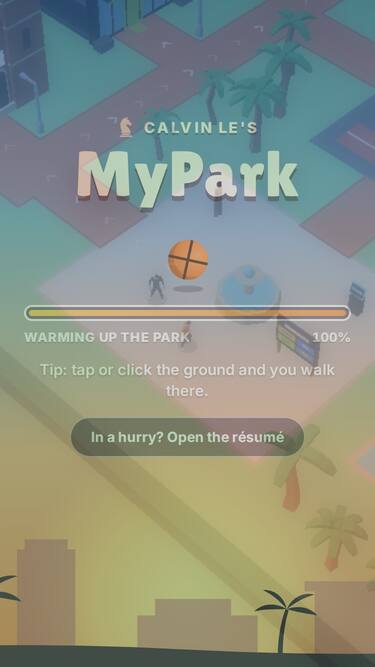 CALVIN LE'S
MyPark
WARMING UP THE PARK 100%
Tip: tap or click the ground and you walk
there.
In a hurry? Open the résumé